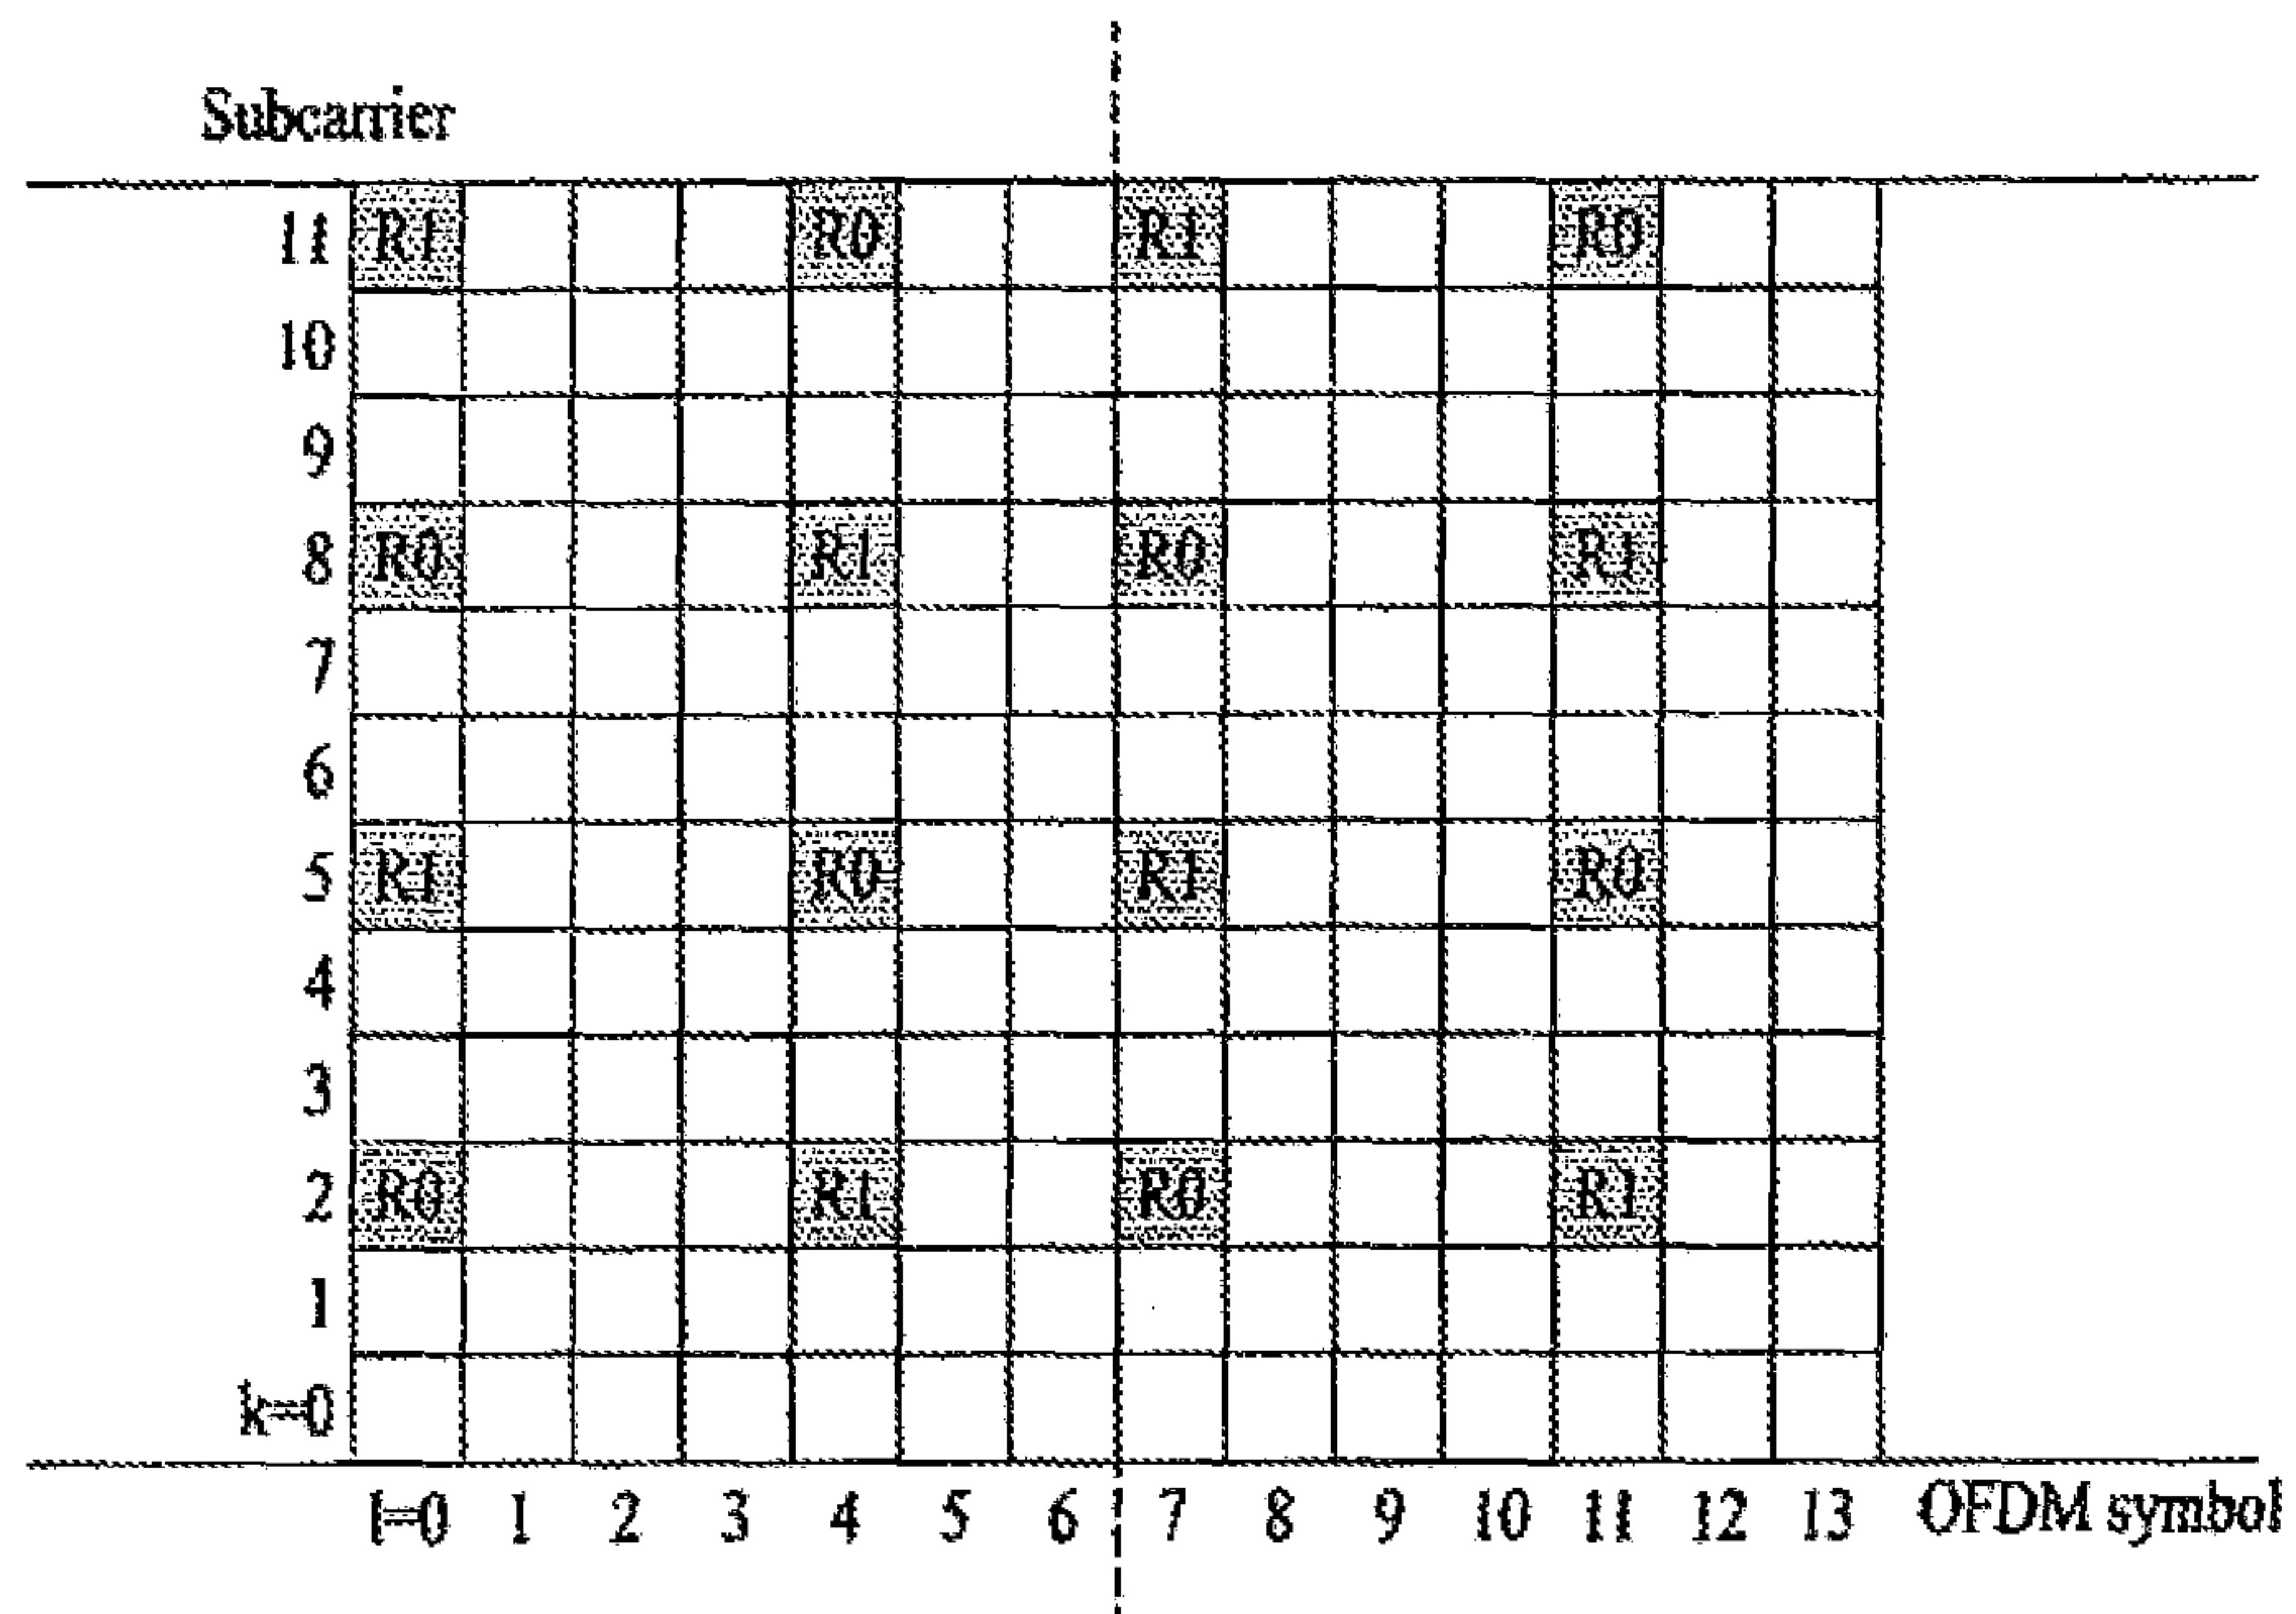 Subcarrier
11 R1 R0 R1 R0
10
9
8 R0 R1 R0 R1
7
6
5 R1 R0 R1 R0
4
3
2 R0 R1 R0 R1
1
k=0
l=0 1 2 3 4 5 6 7 8 9 10 11 12 13 OFDM symbol